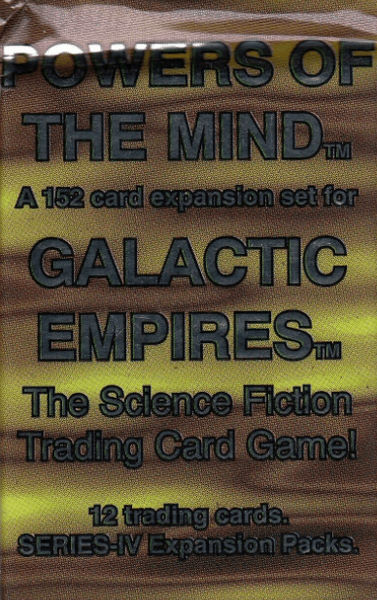 POWERS OF
THE MIND™
A 152 card expansion set for
GALACTIC
EMPIRES™
The Science Fiction
Trading Card Game!
12 trading cards.
SERIES-IV Expansion Packs.